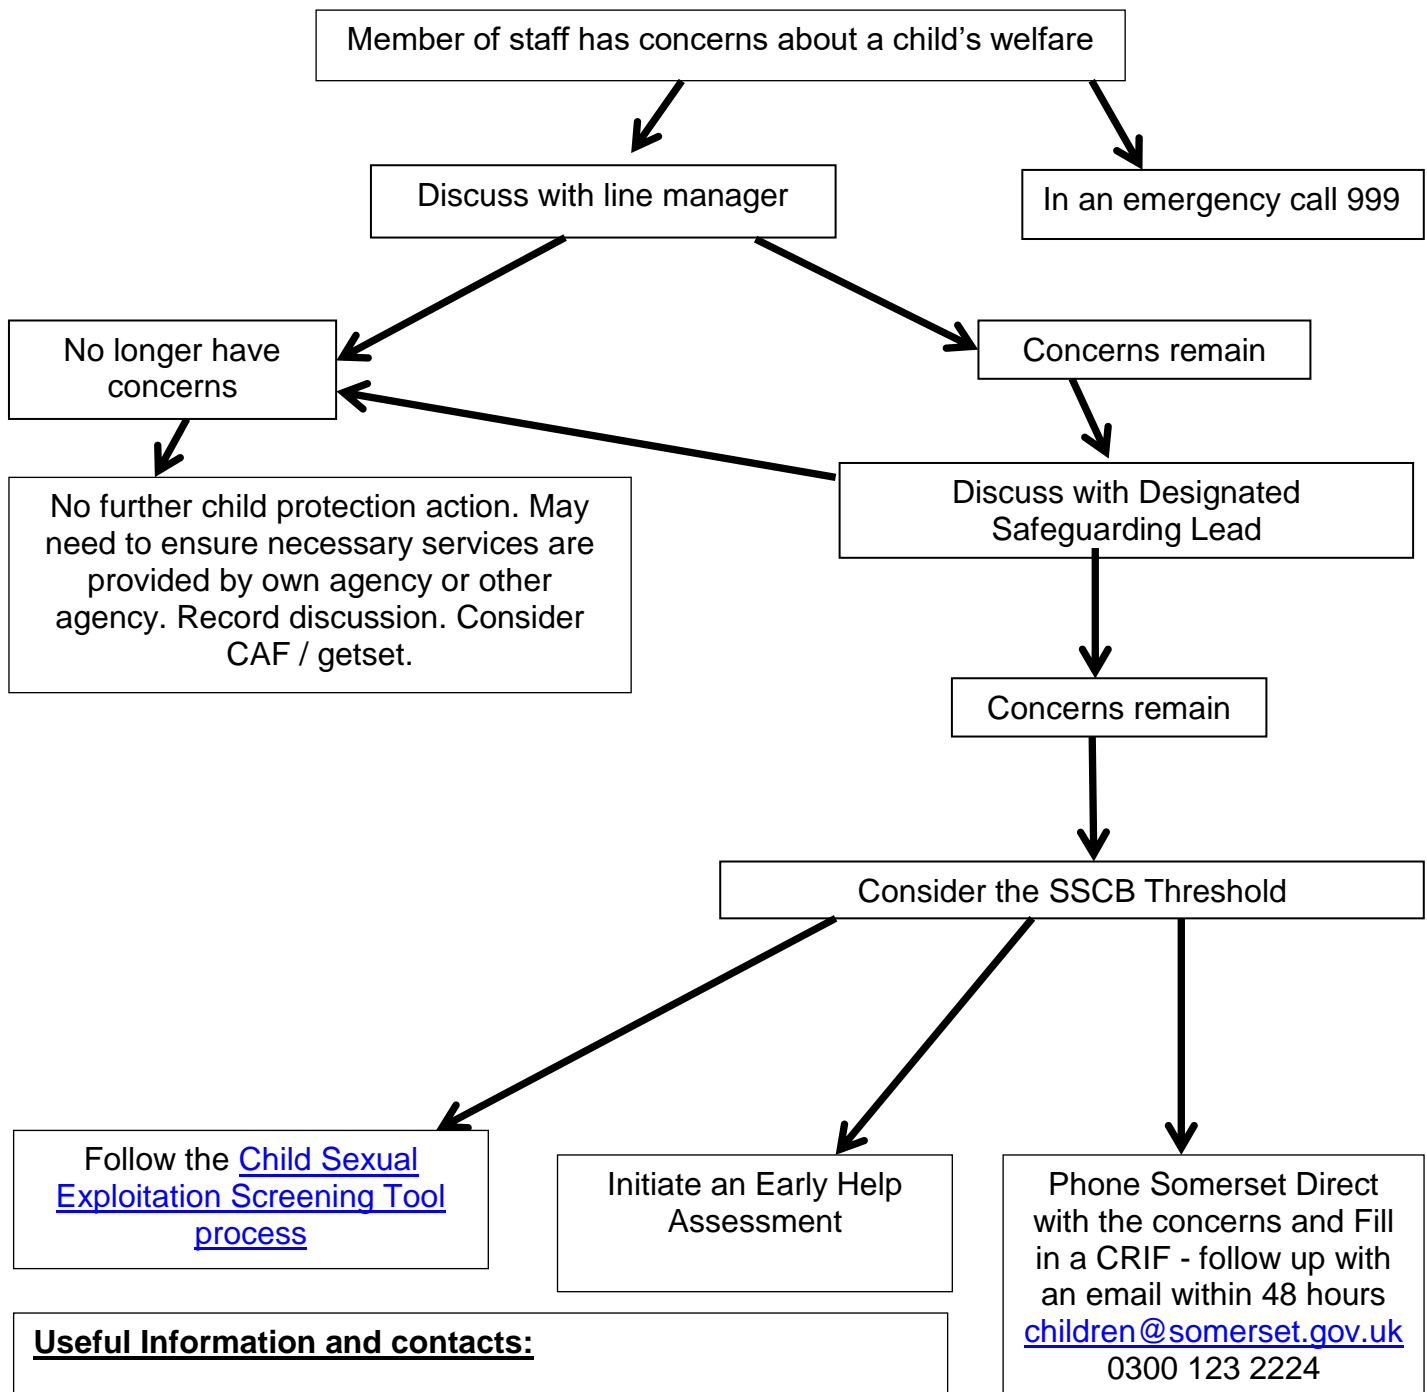 Member of staff has concerns about a child’s welfare
Discuss with line manager
In an emergency call 999
No longer have
concerns
Concerns remain
No further child protection action. May
need to ensure necessary services are
provided by own agency or other
agency. Record discussion. Consider
CAF / getset.
Discuss with Designated
Safeguarding Lead
Concerns remain
Consider the SSCB Threshold
Follow the Child Sexual
Exploitation Screening Tool
process
Initiate an Early Help
Assessment
Phone Somerset Direct
with the concerns and Fill
in a CRIF - follow up with
an email within 48 hours
children@somerset.gov.uk
0300 123 2224
Useful Information and contacts: